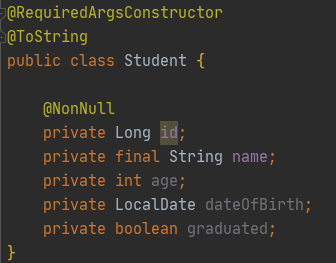 @RequiredArgsConstructor
@ToString
public class Student {
@NonNull
private Long id;
private final String name;
private int age;
private LocalDate dateOfBirth;
private boolean graduated;
}